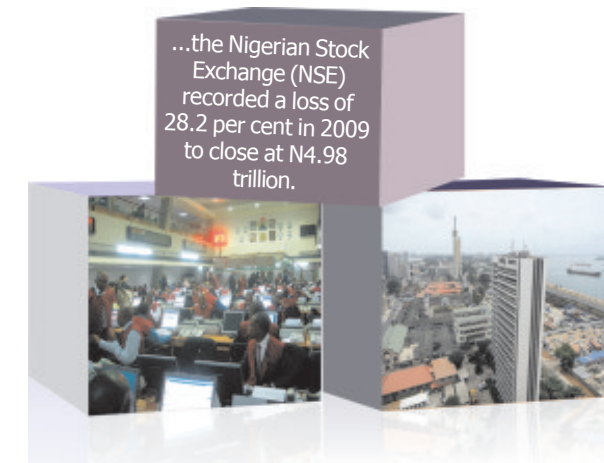 ...the Nigerian Stock
Exchange (NSE)
recorded a loss of
28.2 per cent in 2009
to close at N4.98
trillion.